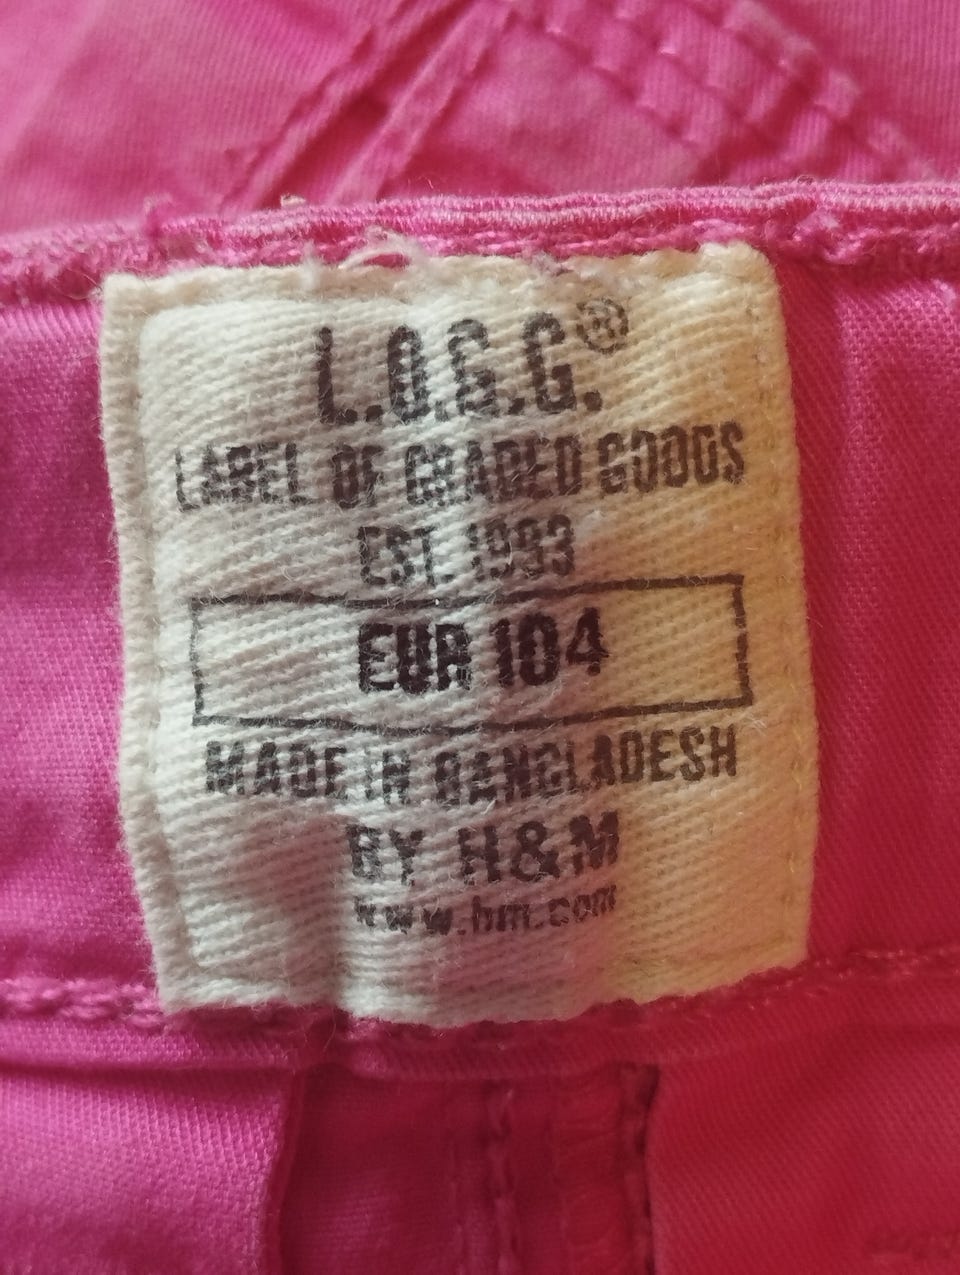 L.O.G.G.®
LABEL OF GRADED GOODS
EST. 1993
EUR 104
MADE IN BANGLADESH
BY H&M
www.hm.com